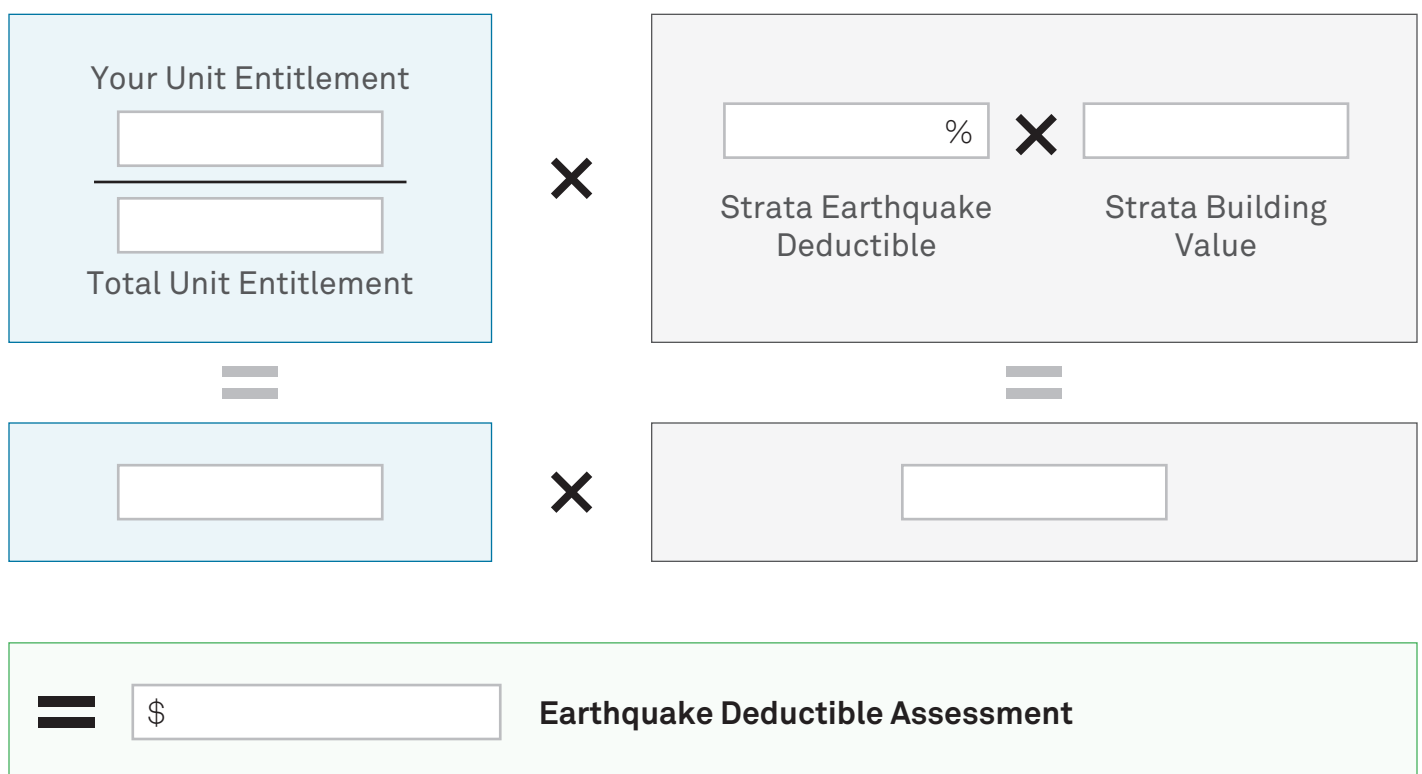 Your Unit Entitlement
Total Unit Entitlement
×
%
×
Strata Earthquake
Deductible
Strata Building
Value
=
=
×
=
$
Earthquake Deductible Assessment